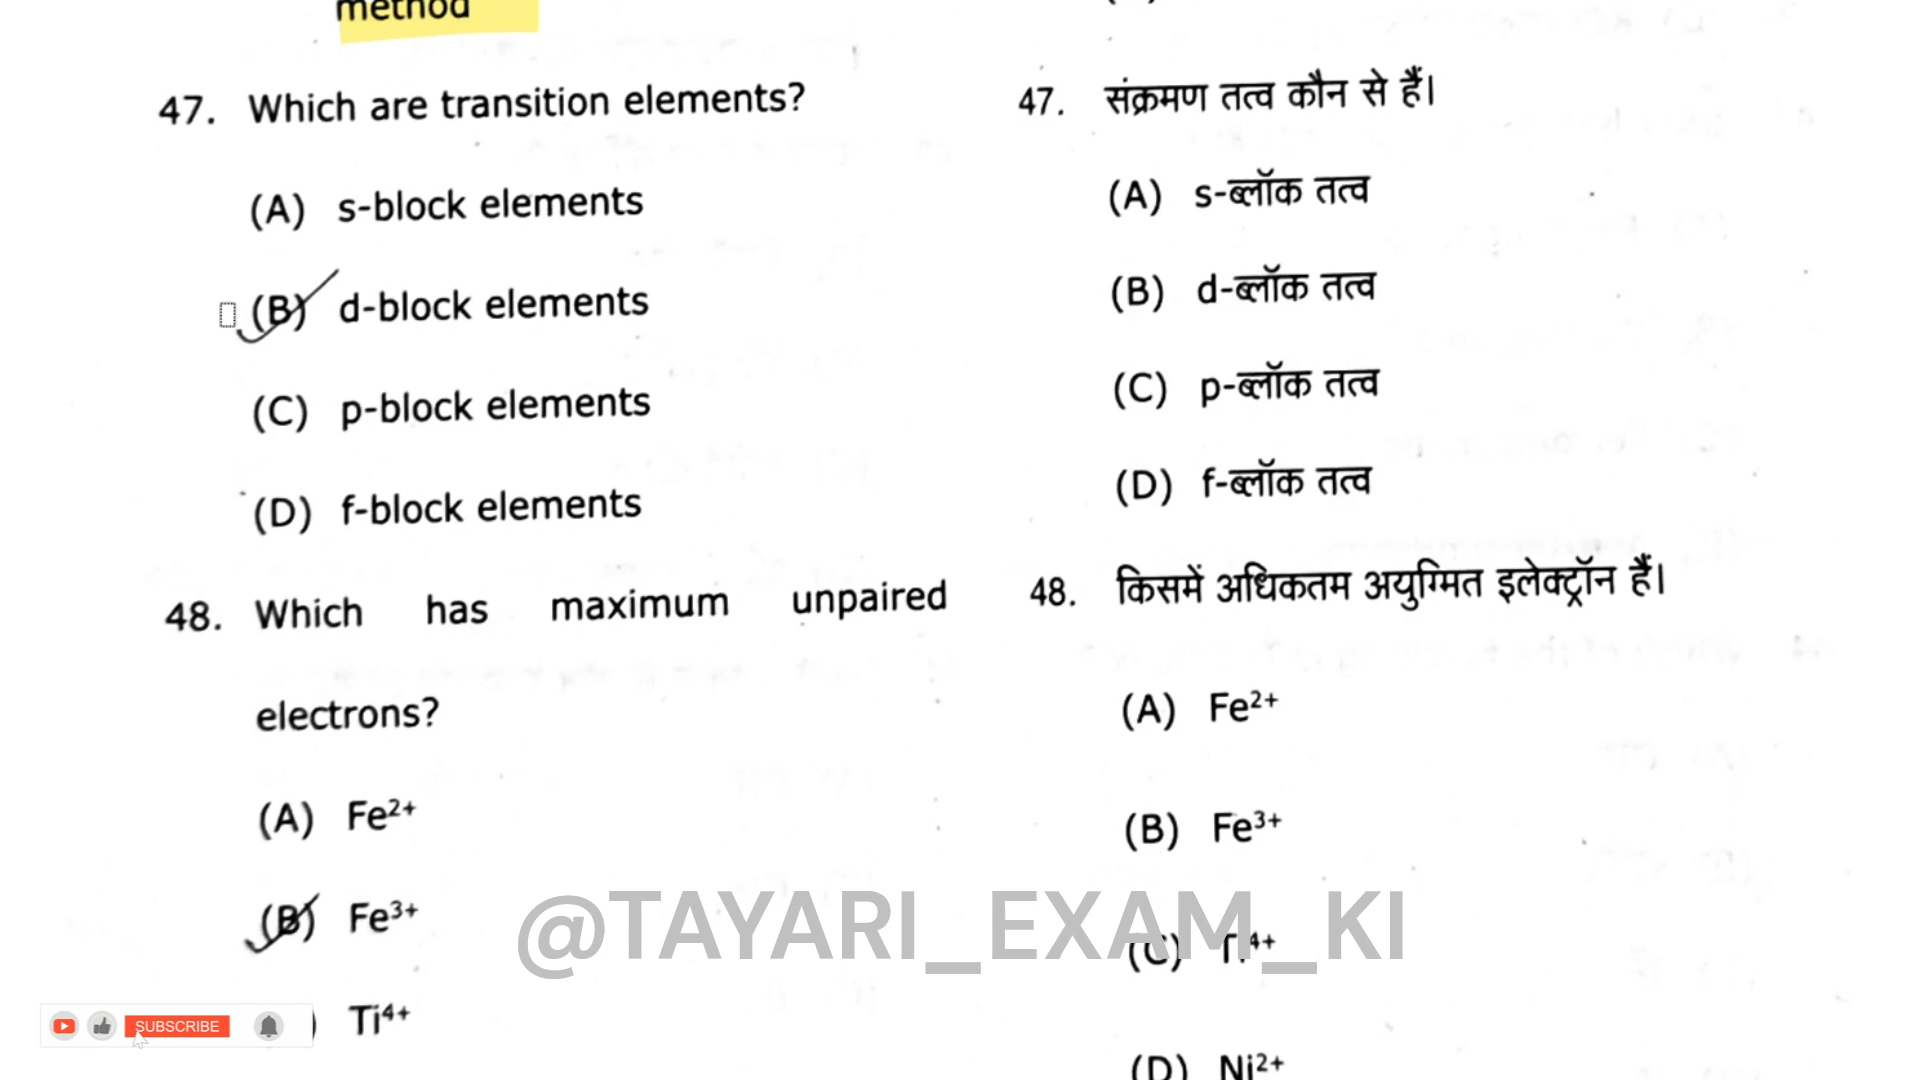 method
47. Which are transition elements?
(A) s-block elements
(B) d-block elements
(C) p-block elements
(D) f-block elements
48. Which has maximum unpaired
electrons?
(A) Fe²⁺
(B) Fe³⁺
) Ti⁴⁺
47. संक्रमण तत्व कौन से हैं।
(A) s-ब्लॉक तत्व
(B) d-ब्लॉक तत्व
(C) p-ब्लॉक तत्व
(D) f-ब्लॉक तत्व
48. किसमें अधिकतम अयुग्मित इलेक्ट्रॉन हैं।
(A) Fe²⁺
(B) Fe³⁺
(C) Ti⁴⁺
(D) Ni²⁺
@TAYARI_EXAM_KI
SUBSCRIBE